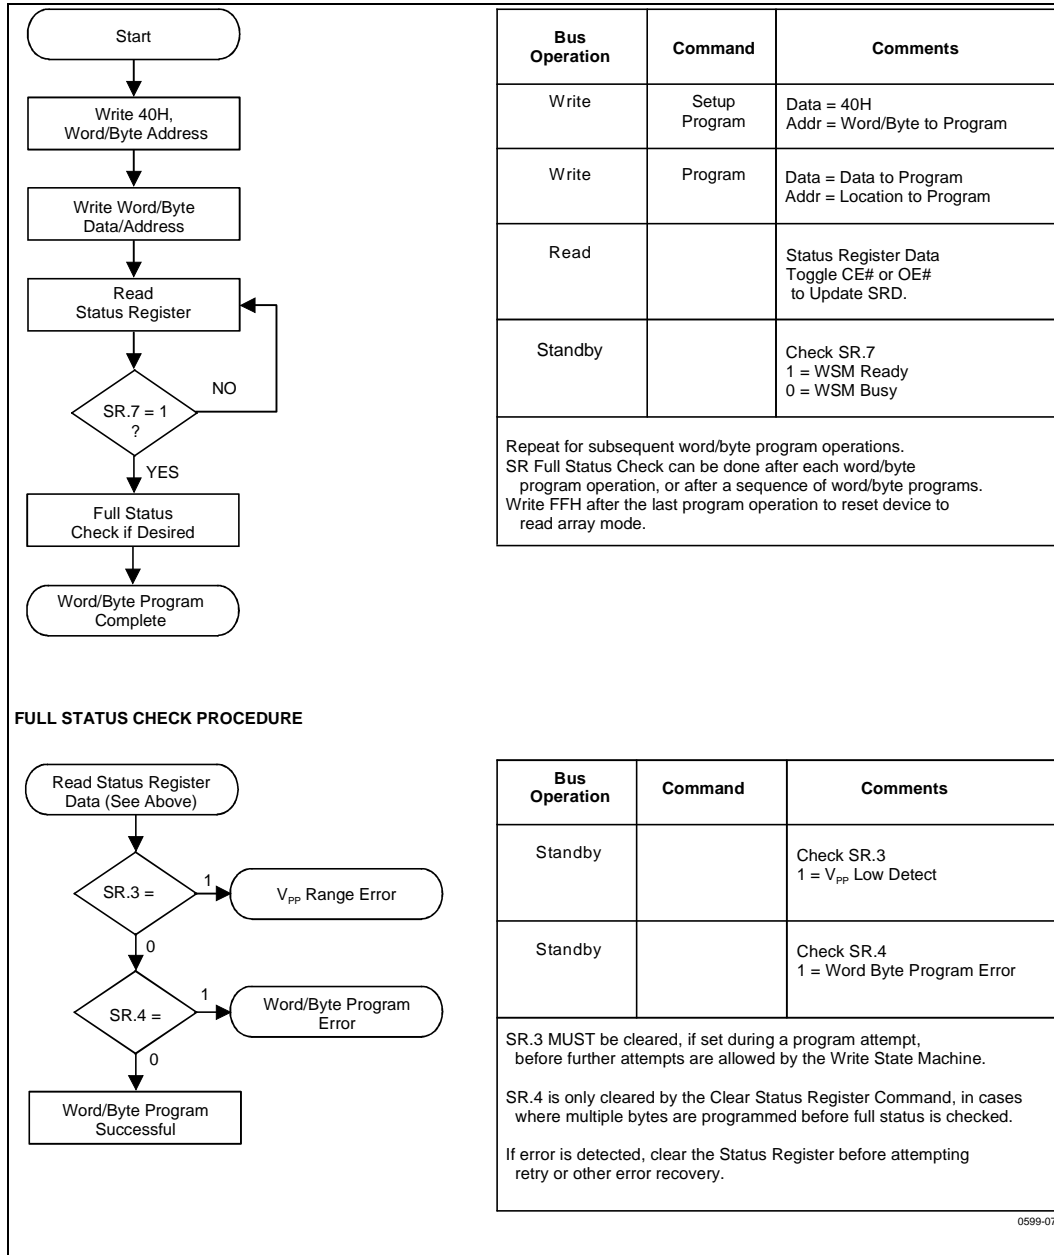 Start
Write 40H,
Word/Byte Address
Write Word/Byte
Data/Address
Read
Status Register
NO
SR.7 = 1
?
YES
Full Status
Check if Desired
Word/Byte Program
Complete
Bus
Operation
Command
Comments
Write
Setup
Program
Data = 40H
Addr = Word/Byte to Program
Write
Program
Data = Data to Program
Addr = Location to Program
Read
Status Register Data
Toggle CE# or OE#
to Update SRD.
Standby
Check SR.7
1 = WSM Ready
0 = WSM Busy
Repeat for subsequent word/byte program operations.
SR Full Status Check can be done after each word/byte
program operation, or after a sequence of word/byte programs.
Write FFH after the last program operation to reset device to
read array mode.
FULL STATUS CHECK PROCEDURE
Read Status Register
Data (See Above)
SR.3 =
1
VPP Range Error
0
SR.4 =
1
Word/Byte Program
Error
0
Word/Byte Program
Successful
Bus
Operation
Command
Comments
Standby
Check SR.3
1 = VPP Low Detect
Standby
Check SR.4
1 = Word Byte Program Error
SR.3 MUST be cleared, if set during a program attempt,
before further attempts are allowed by the Write State Machine.
SR.4 is only cleared by the Clear Status Register Command, in cases
where multiple bytes are programmed before full status is checked.
If error is detected, clear the Status Register before attempting
retry or other error recovery.
0599-07